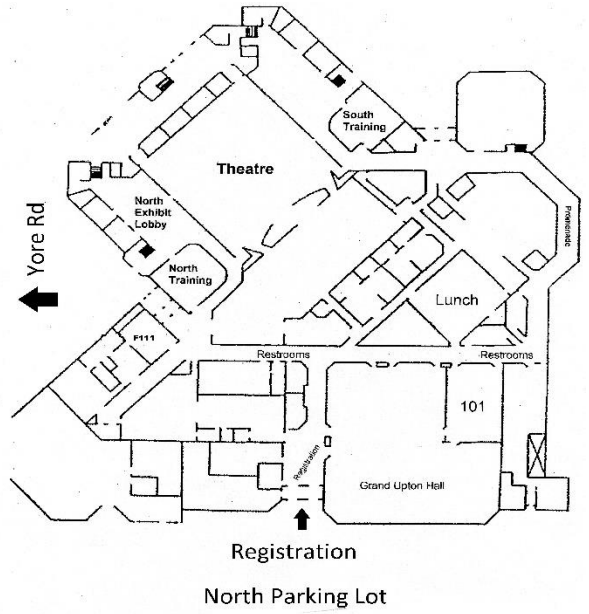 South
Training
Theatre
North
Exhibit
Lobby
Promenade
Yore Rd
North
Training
Lunch
F111
Restrooms
Restrooms
101
Registration
Grand Upton Hall
Registration
North Parking Lot